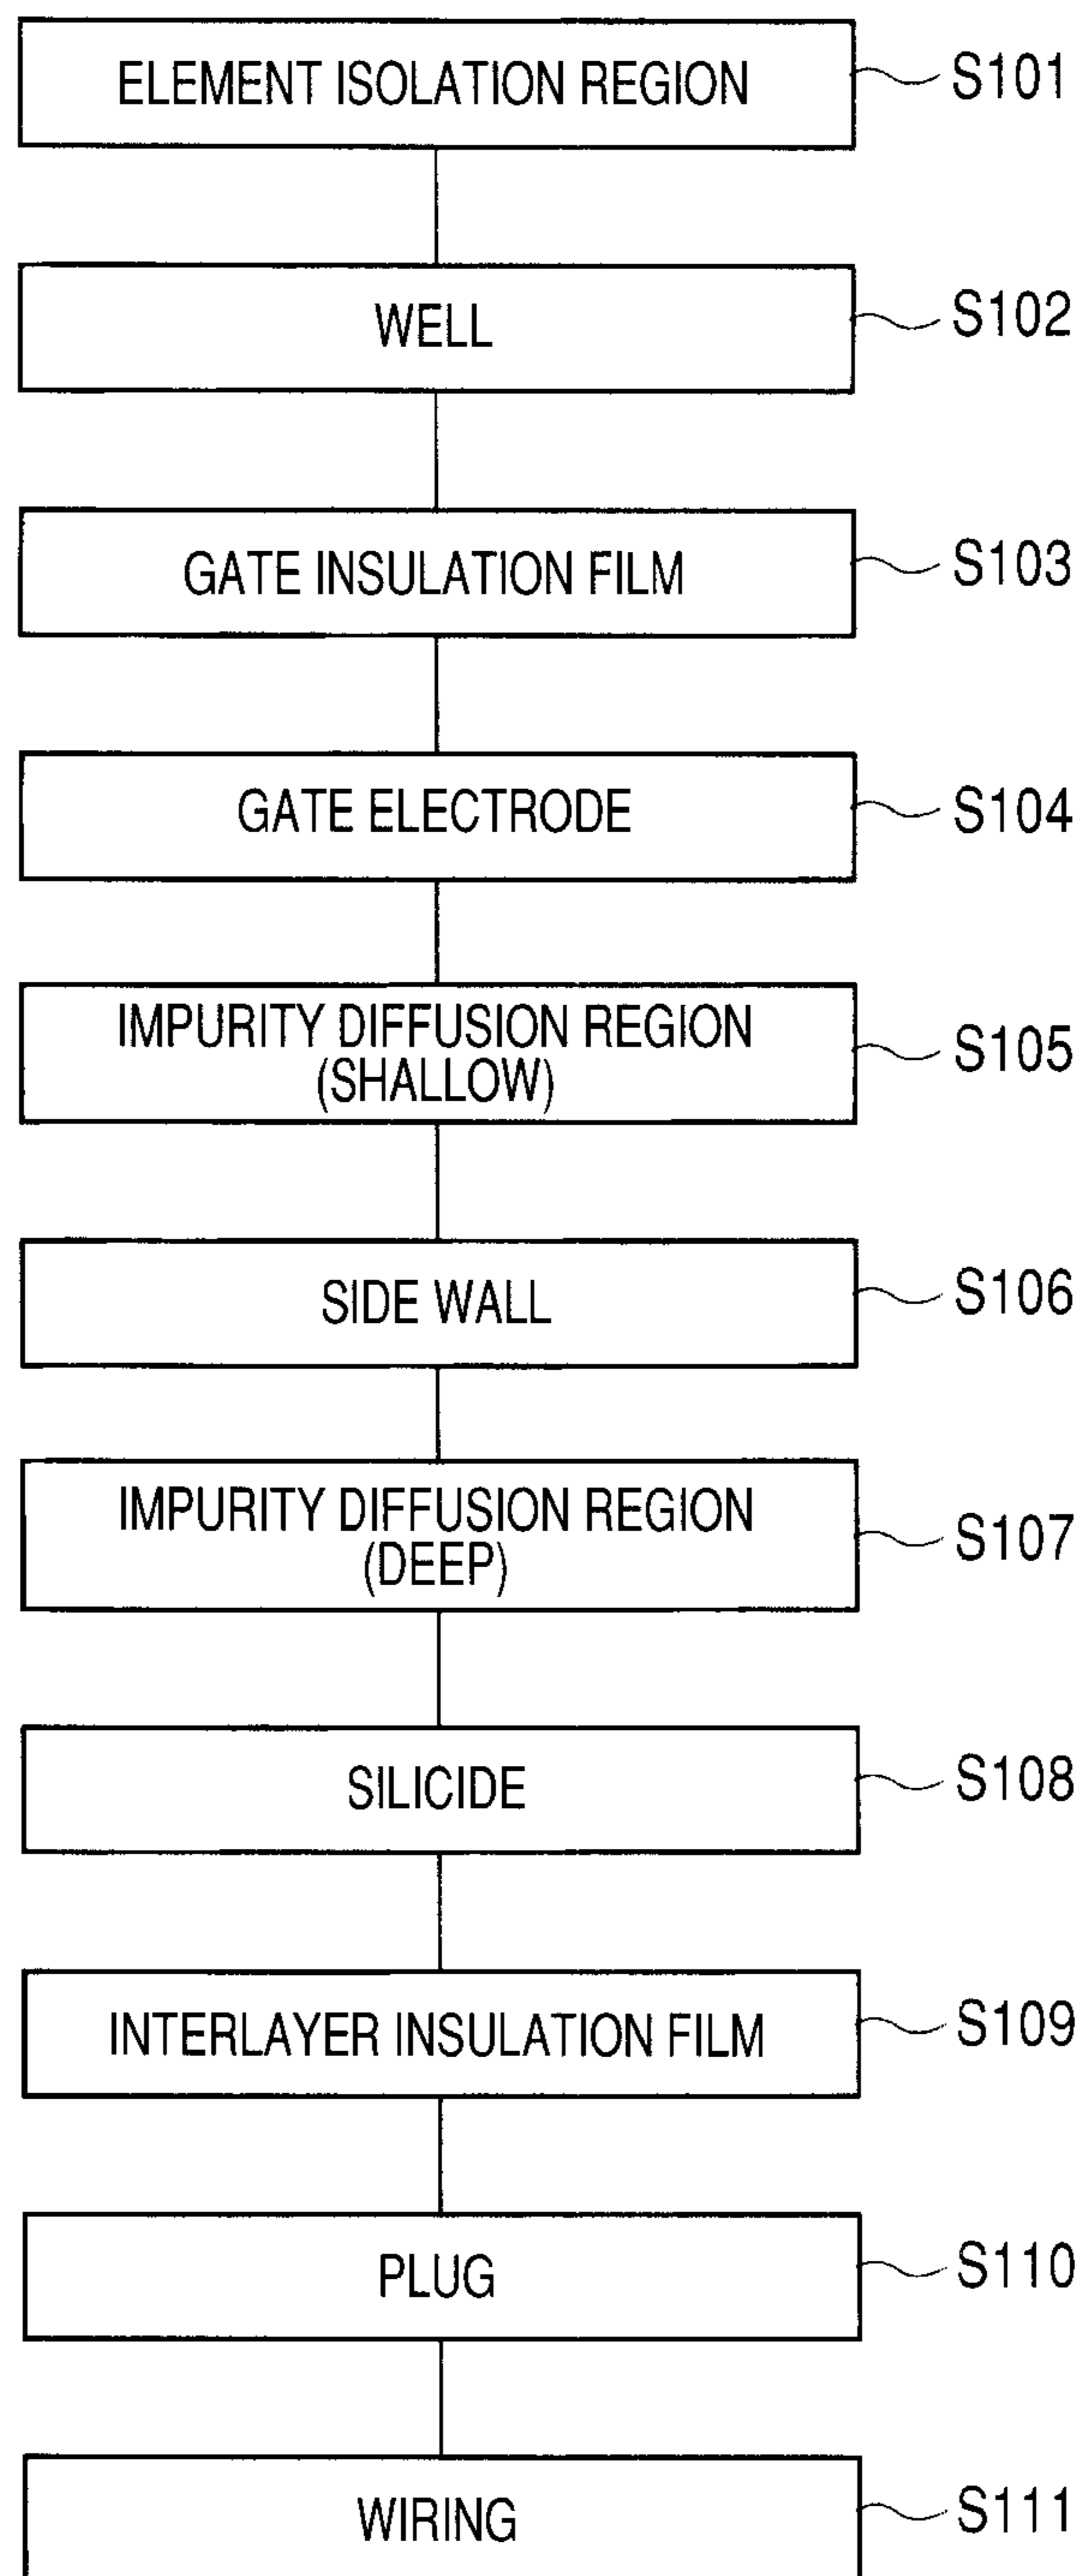 ELEMENT ISOLATION REGION S101
WELL S102
GATE INSULATION FILM S103
GATE ELECTRODE S104
IMPURITY DIFFUSION REGION
(SHALLOW) S105
SIDE WALL S106
IMPURITY DIFFUSION REGION
(DEEP) S107
SILICIDE S108
INTERLAYER INSULATION FILM S109
PLUG S110
WIRING S111